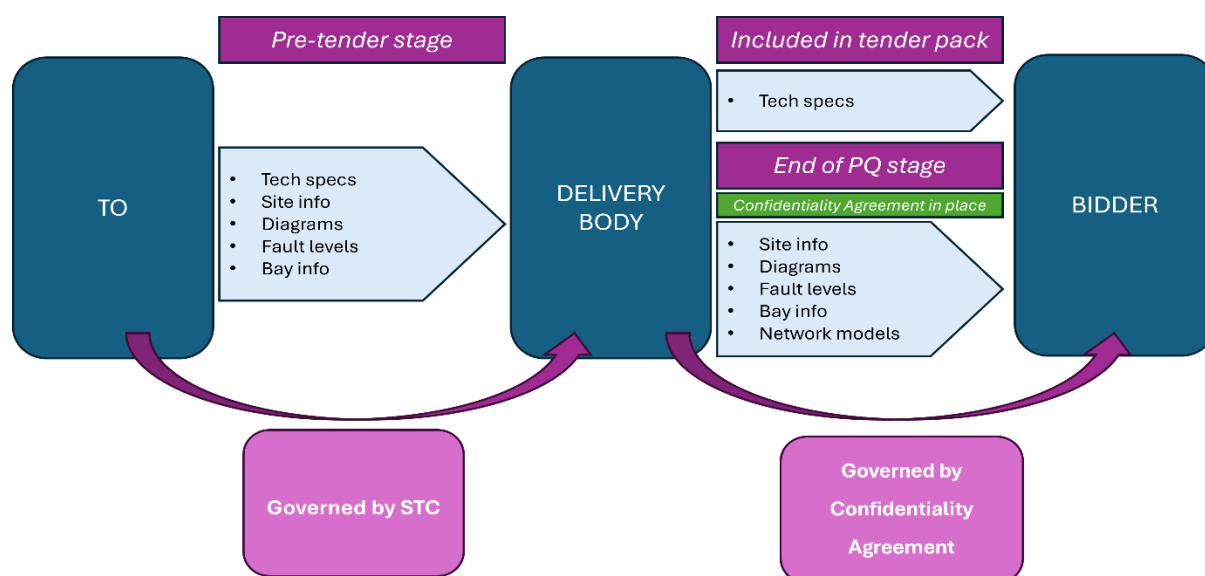 Pre-tender stage
Included in tender pack
TO
• Tech specs
• Site info
• Diagrams
• Fault levels
• Bay info
DELIVERY
BODY
• Tech specs
End of PQ stage
Confidentiality Agreement in place
• Site info
• Diagrams
• Fault levels
• Bay info
• Network models
BIDDER
Governed by STC
Governed by
Confidentiality
Agreement